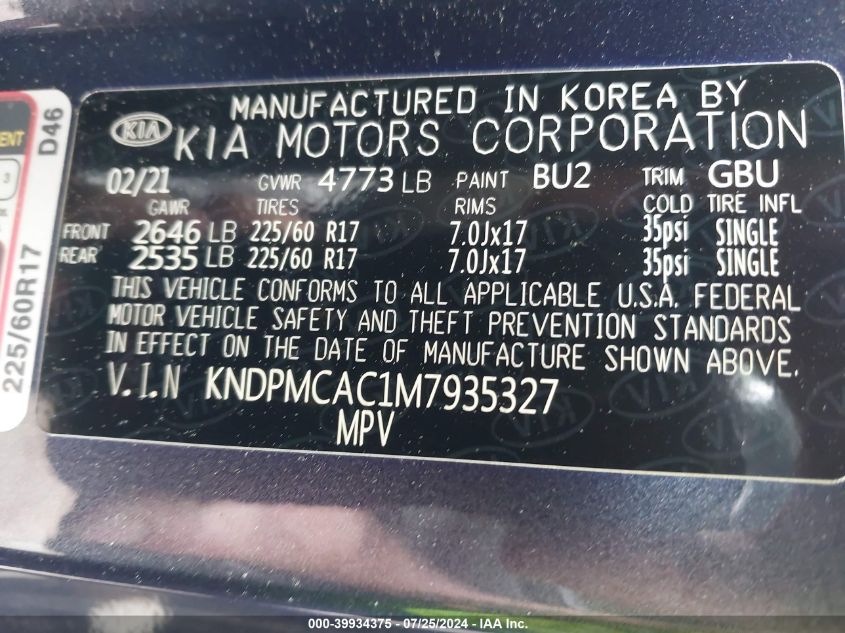 MANUFACTURED IN KOREA BY
KIA KIA MOTORS CORPORATION
02/21 GVWR 4773 LB PAINT BU2 TRIM GBU
GAWR TIRES RIMS COLD TIRE INFL
FRONT 2646 LB 225/60 R17 7.0Jx17 35psi SINGLE
REAR 2535 LB 225/60 R17 7.0Jx17 35psi SINGLE
THIS VEHICLE CONFORMS TO ALL APPLICABLE U.S.A. FEDERAL
MOTOR VEHICLE SAFETY AND THEFT PREVENTION STANDARDS
IN EFFECT ON THE DATE OF MANUFACTURE SHOWN ABOVE.
V.I.N KNDPMCAC1M7935327
MPV
D46
225/60R17
3
000-39934375 - 07/25/2024 - IAA Inc.